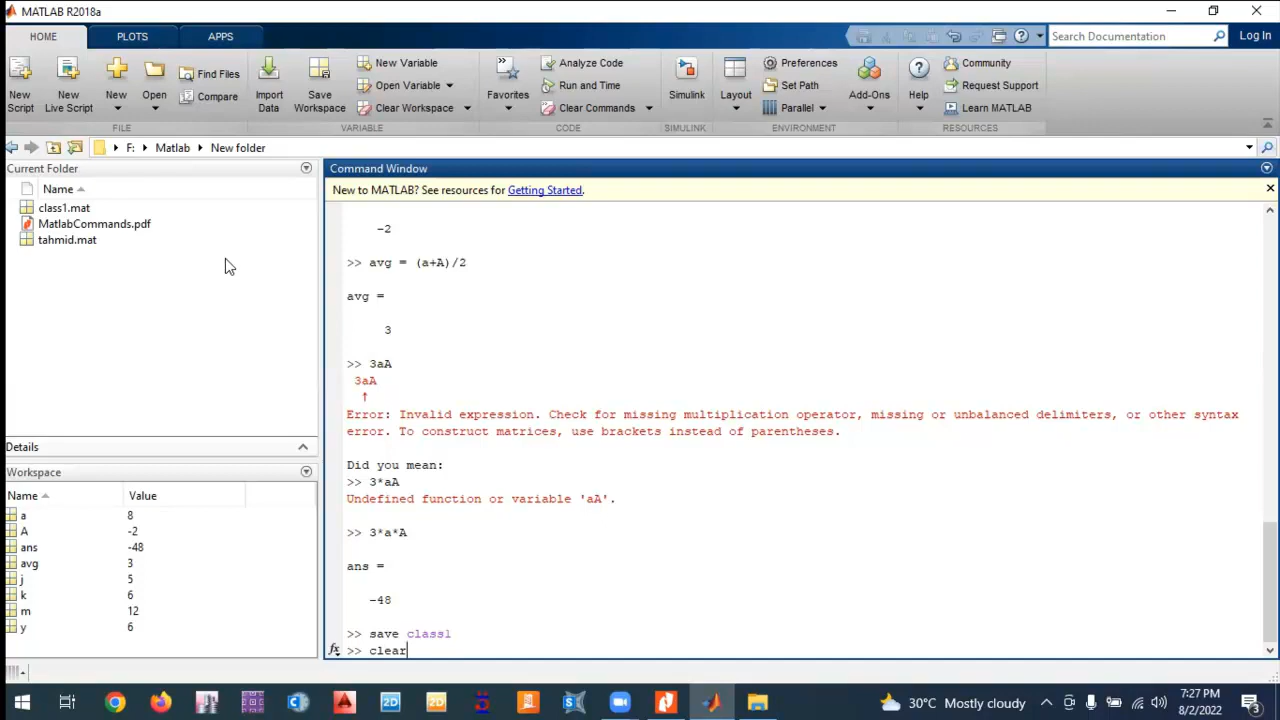 MATLAB R2018a
HOME PLOTS APPS
Search Documentation Log In
New Script
New Live Script
New
Open
Find Files
Compare
FILE
Import Data
Save Workspace
New Variable
Open Variable
Clear Workspace
VARIABLE
Favorites
Analyze Code
Run and Time
Clear Commands
CODE
Simulink
SIMULINK
Layout
Preferences
Set Path
Parallel
Add-Ons
ENVIRONMENT
Help
Community
Request Support
Learn MATLAB
RESOURCES
F: Matlab New folder
Current Folder
Name
class1.mat
MatlabCommands.pdf
tahmid.mat
Details
Workspace
Name Value
a 8
A -2
ans -48
avg 3
j 5
k 6
m 12
y 6
Command Window
New to MATLAB? See resources for Getting Started.
-2
>> avg = (a+A)/2
avg =
3
>> 3aA
3aA
↑
Error: Invalid expression. Check for missing multiplication operator, missing or unbalanced delimiters, or other syntax
error. To construct matrices, use brackets instead of parentheses.
Did you mean:
>> 3*aA
Undefined function or variable 'aA'.
>> 3*a*A
ans =
-48
>> save class1
fx >> clear
2D 2D
30°C Mostly cloudy
7:27 PM
8/2/2022
3